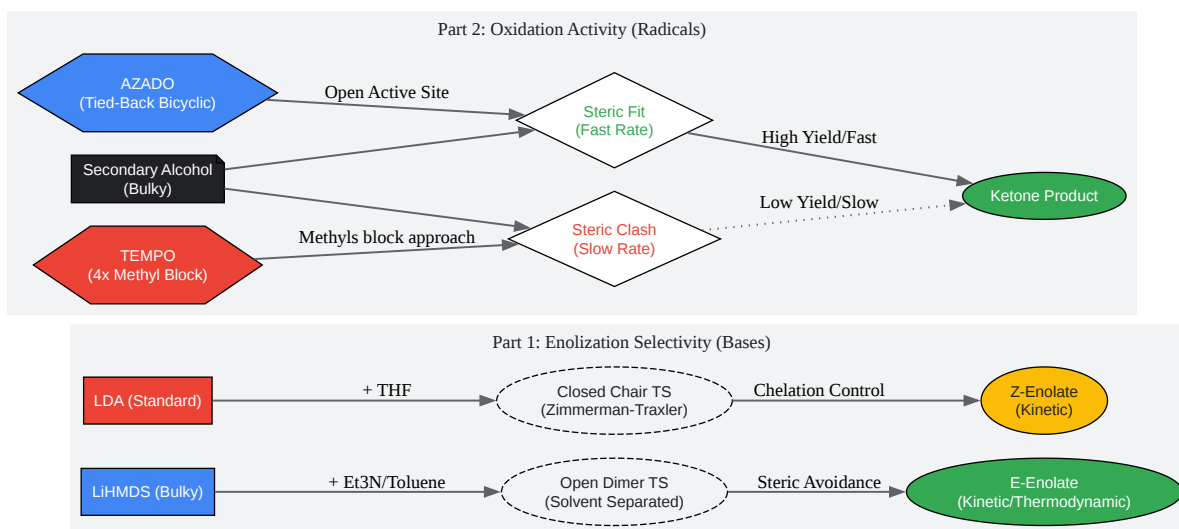 Part 2: Oxidation Activity (Radicals)
AZADO
(Tied-Back Bicyclic)
Open Active Site
Steric Fit
(Fast Rate)
High Yield/Fast
Secondary Alcohol
(Bulky)
Ketone Product
Low Yield/Slow
Methyls block approach
Steric Clash
(Slow Rate)
TEMPO
(4x Methyl Block)
Part 1: Enolization Selectivity (Bases)
LDA (Standard)
+ THF
Closed Chair TS
(Zimmerman-Traxler)
Chelation Control
Z-Enolate
(Kinetic)
LiHMDS (Bulky)
+ Et3N/Toluene
Open Dimer TS
(Solvent Separated)
Steric Avoidance
E-Enolate
(Kinetic/Thermodynamic)